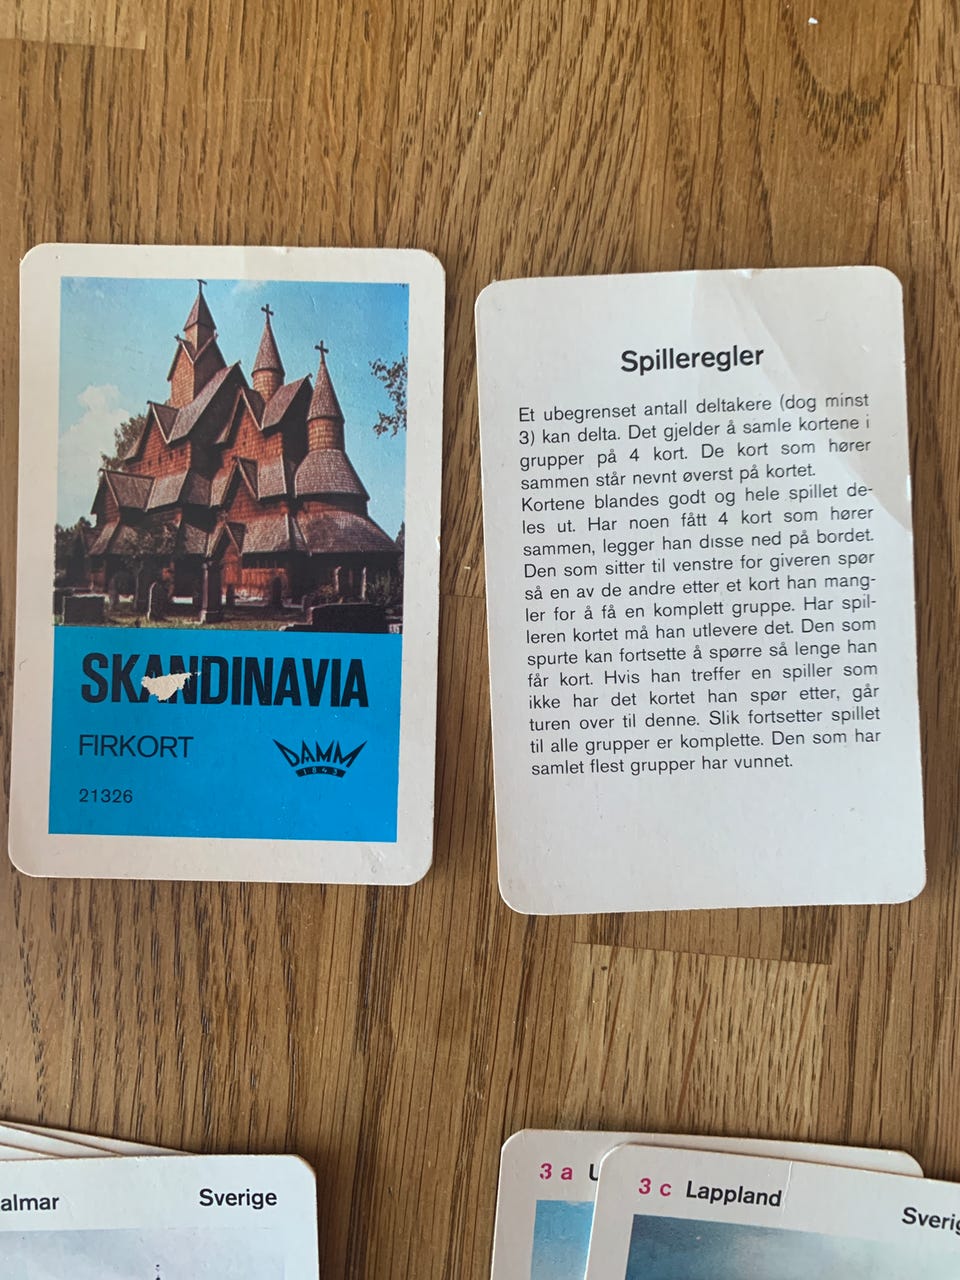 SKANDINAVIA
FIRKORT
DAMM
1843
21326
Spilleregler
Et ubegrenset antall deltakere (dog minst
3) kan delta. Det gjelder å samle kortene i
grupper på 4 kort. De kort som hører
sammen står nevnt øverst på kortet.
Kortene blandes godt og hele spillet de-
les ut. Har noen fått 4 kort som hører
sammen, legger han disse ned på bordet.
Den som sitter til venstre for giveren spør
så en av de andre etter et kort han mang-
ler for å få en komplett gruppe. Har spil-
leren kortet må han utlevere det. Den som
spurte kan fortsette å spørre så lenge han
får kort. Hvis han treffer en spiller som
ikke har det kortet han spør etter, går
turen over til denne. Slik fortsetter spillet
til alle grupper er komplette. Den som har
samlet flest grupper har vunnet.
almar Sverige
3 a
3 c Lappland Sverig